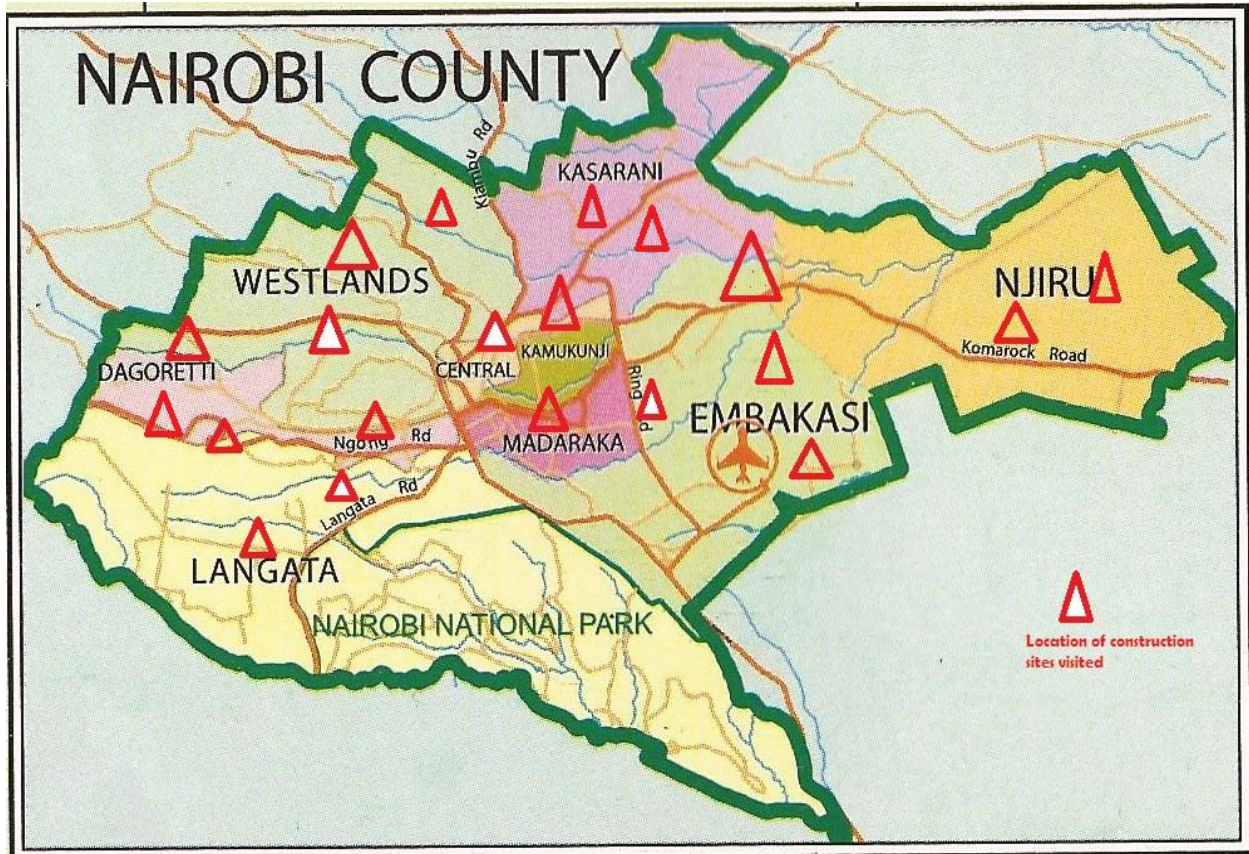 NAIROBI COUNTY
Kiambu Rd
KASARANI
WESTLANDS
NJIRU
KAMUKUNJI
Komarock Road
DAGORETTI
CENTRAL
Ring Rd
EMBAKASI
Ngong Rd
MADARAKA
Langata Rd
LANGATA
NAIROBI NATIONAL PARK
Location of construction
sites visited